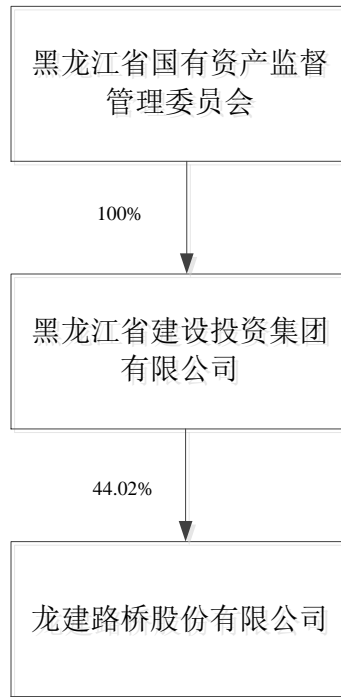 黑龙江省国有资产监督
管理委员会
100%
黑龙江省建设投资集团
有限公司
44.02%
龙建路桥股份有限公司